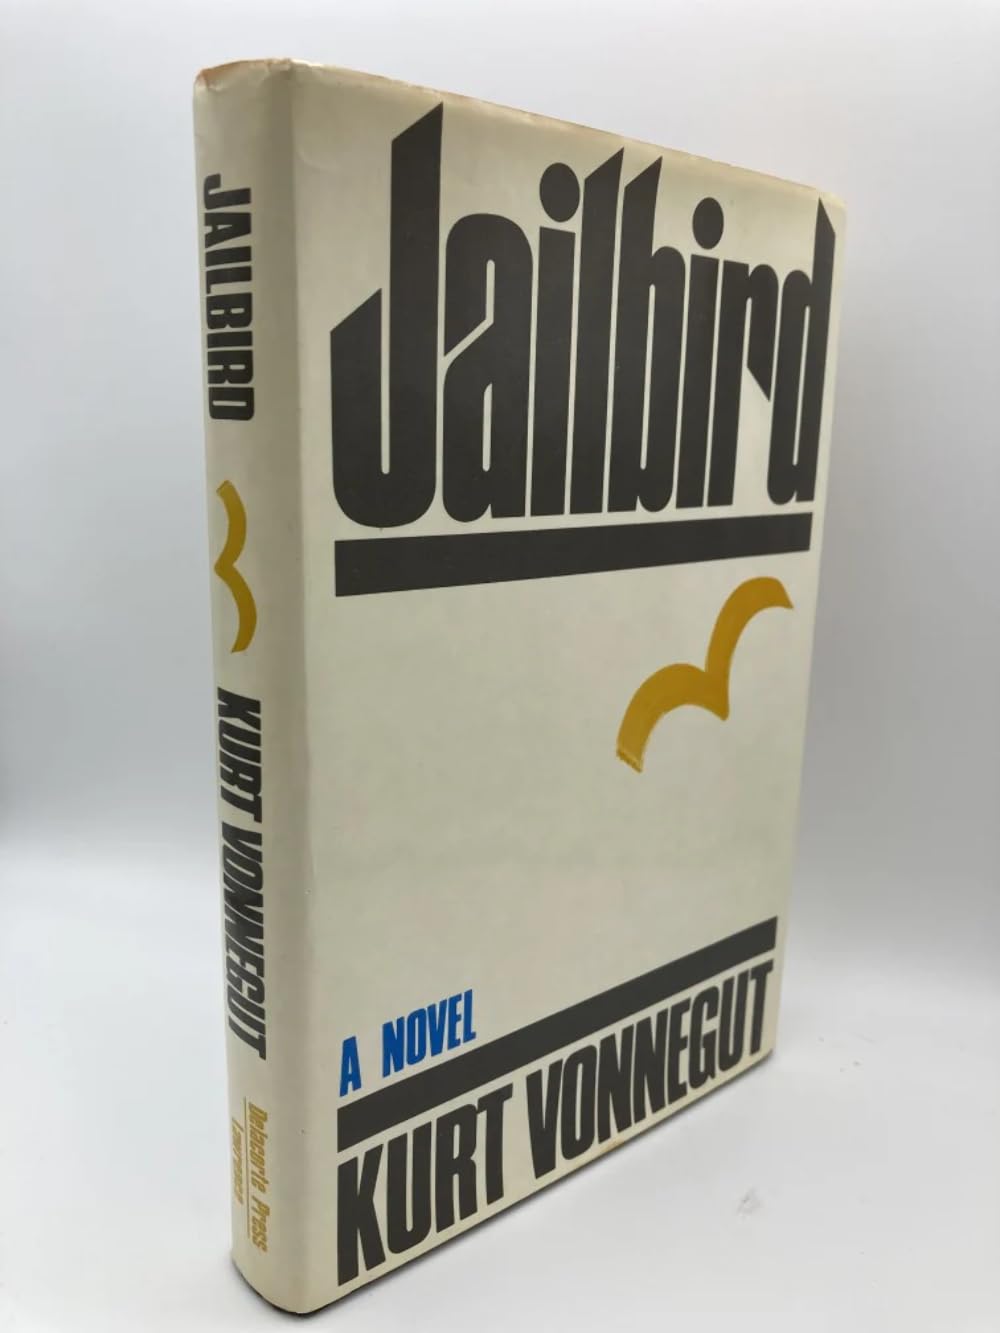 Jailbird
A NOVEL
KURT VONNEGUT
JAILBIRD
KURT VONNEGUT
Delacorte Press
Lawrence